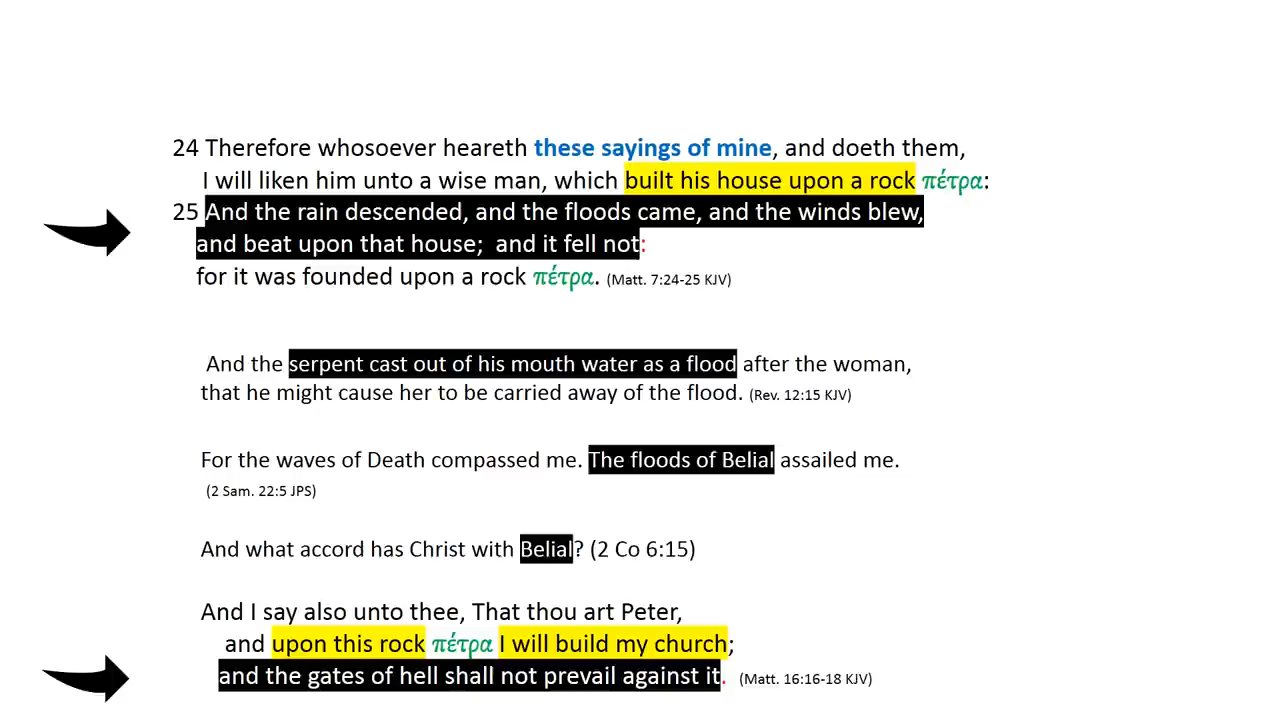 24 Therefore whosoever heareth these sayings of mine, and doeth them,
I will liken him unto a wise man, which built his house upon a rock πέτρα:
25 And the rain descended, and the floods came, and the winds blew,
and beat upon that house; and it fell not:
for it was founded upon a rock πέτρα. (Matt. 7:24-25 KJV)
And the serpent cast out of his mouth water as a flood after the woman,
that he might cause her to be carried away of the flood. (Rev. 12:15 KJV)
For the waves of Death compassed me. The floods of Belial assailed me.
(2 Sam. 22:5 JPS)
And what accord has Christ with Belial? (2 Co 6:15)
And I say also unto thee, That thou art Peter,
and upon this rock πέτρα I will build my church;
and the gates of hell shall not prevail against it. (Matt. 16:16-18 KJV)